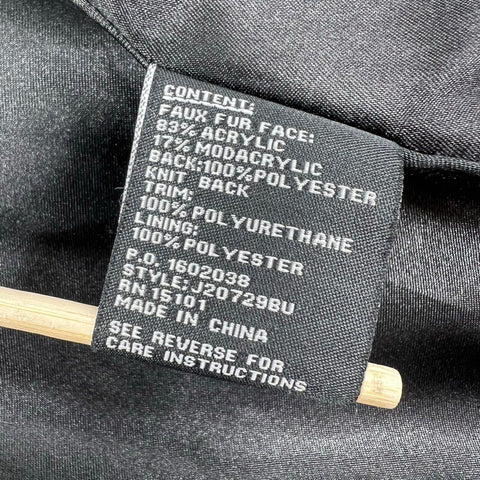 CONTENT:
FAUX FUR FACE:
83% ACRYLIC
17% MODACRYLIC
BACK:100%POLYESTER
KNIT BACK
TRIM:
100% POLYURETHANE
LINING:
100% POLYESTER
P.O. 1602038
STYLE: J20729BU
RN 15101
MADE IN CHINA
SEE REVERSE FOR
CARE INSTRUCTIONS